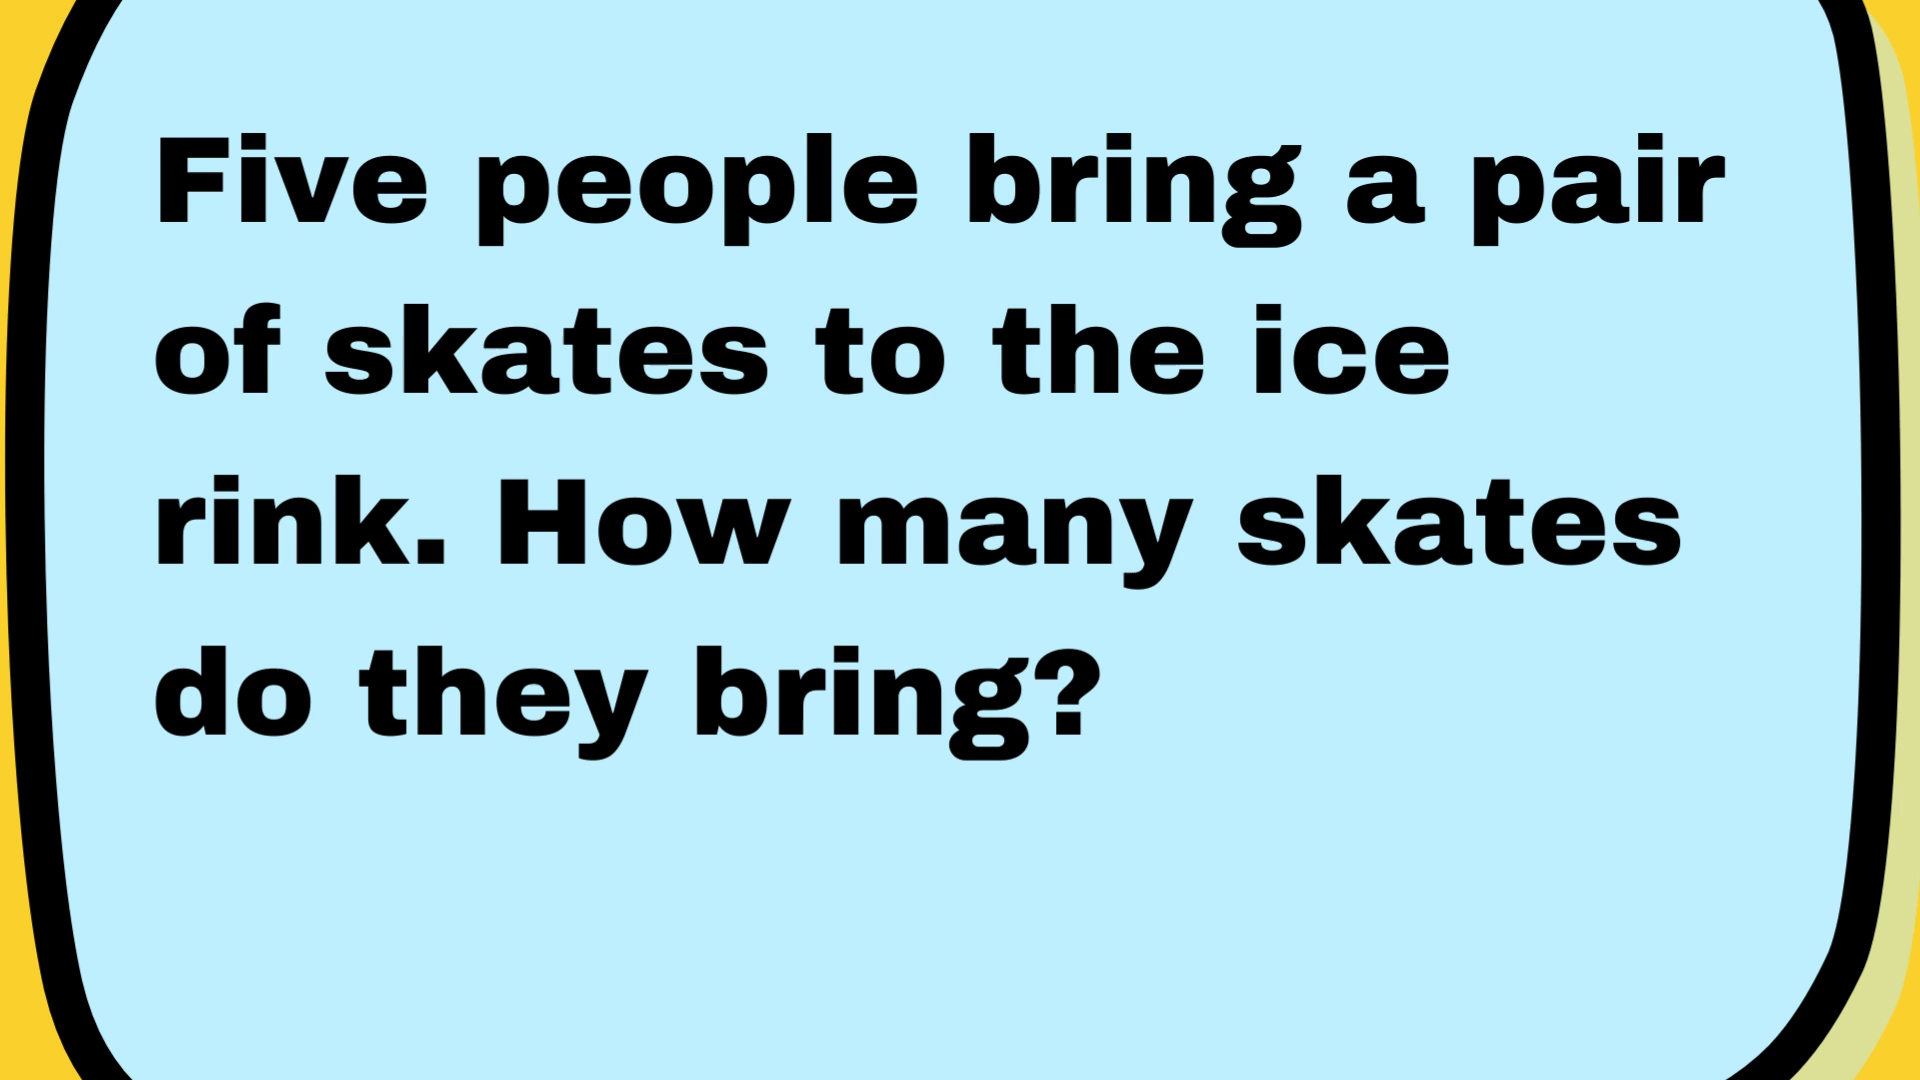 Five people bring a pair
of skates to the ice
rink. How many skates
do they bring?